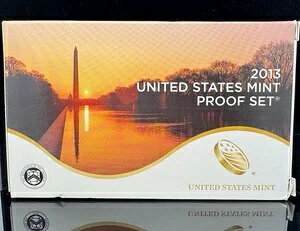 2013
UNITED STATES MINT
PROOF SET®
UNITED STATES MINT